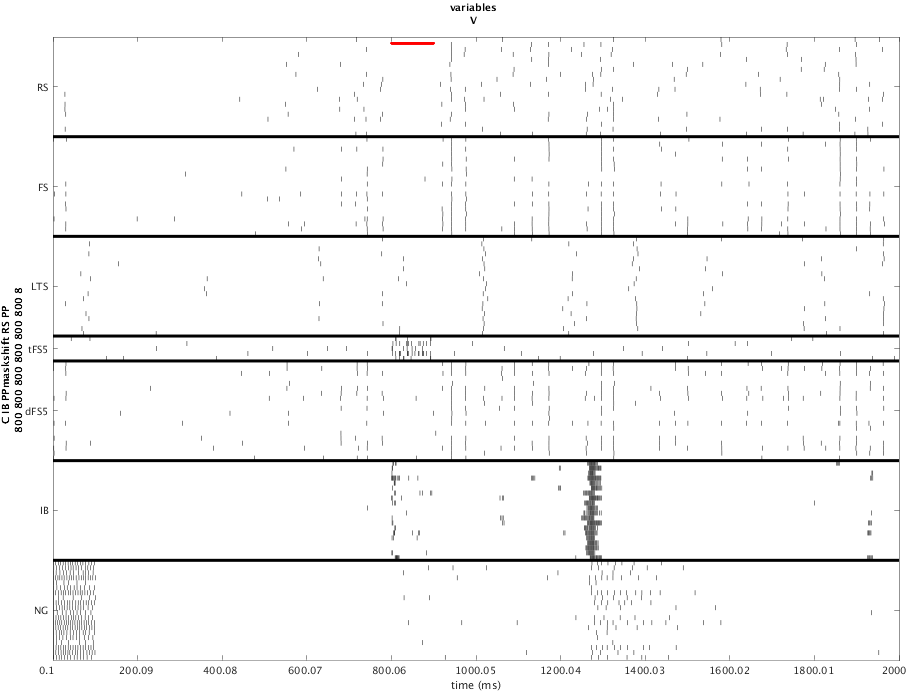 variables
V
RS
FS
LTS
tFS5
dFS5
IB
NG
C IB PPmaskshift RS PP
800 800 800 800 800 800 8
0.1 200.09 400.08 600.07 800.06 1000.05 1200.04 1400.03 1600.02 1800.01 2000
time (ms)